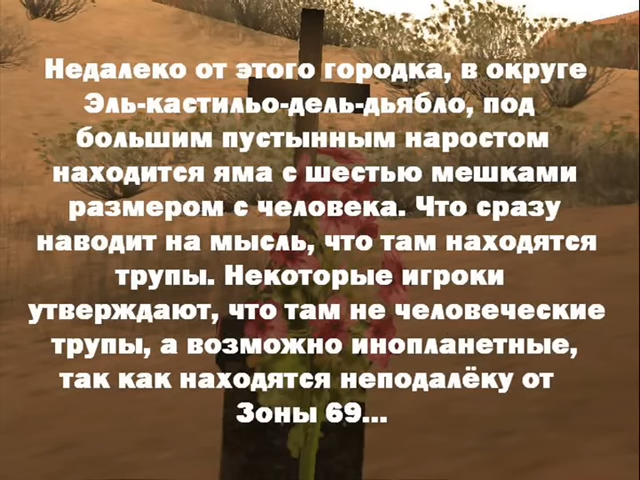 Недалеко от этого городка, в округе
Эль-кастильо-дель-дьябло, под
большим пустынным наростом
находится яма с шестью мешками
размером с человека. Что сразу
наводит на мысль, что там находятся
трупы. Некоторые игроки
утверждают, что там не человеческие
трупы, а возможно инопланетные,
так как находятся неподалёку от
Зоны 69...